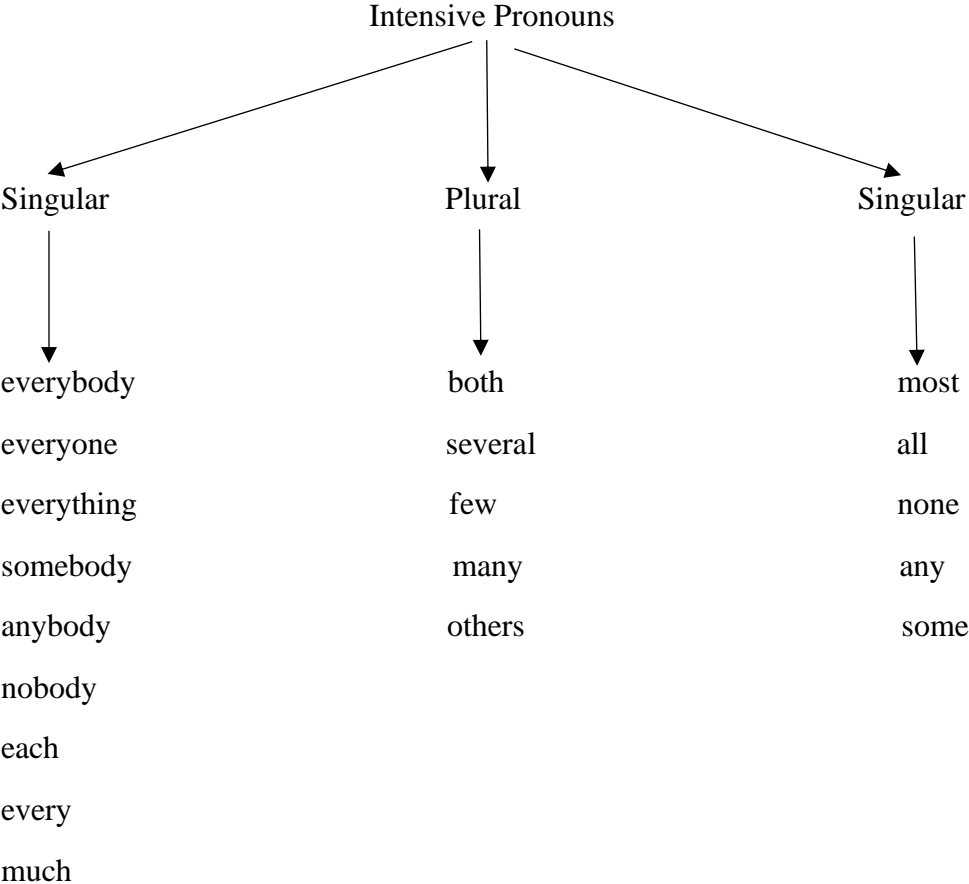 Intensive Pronouns
Singular Plural Singular
everybody both most
everyone several all
everything few none
somebody many any
anybody others some
nobody
each
every
much